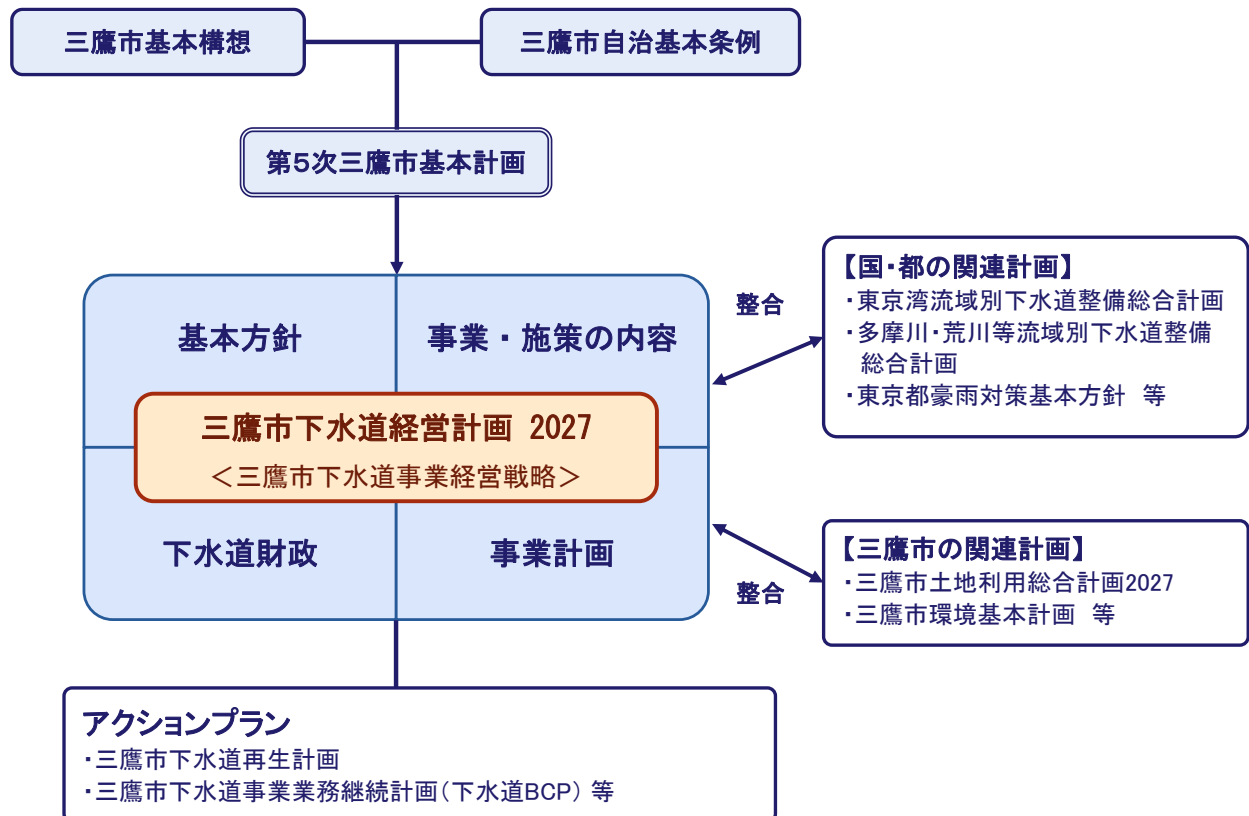 三鷹市基本構想
三鷹市自治基本条例
第5次三鷹市基本計画
基本方針
事業・施策の内容
三鷹市下水道経営計画 2027
＜三鷹市下水道事業経営戦略＞
下水道財政
事業計画
整合
【国・都の関連計画】
・東京湾流域別下水道整備総合計画
・多摩川・荒川等流域別下水道整備
総合計画
・東京都豪雨対策基本方針 等
整合
【三鷹市の関連計画】
・三鷹市土地利用総合計画2027
・三鷹市環境基本計画 等
アクションプラン
・三鷹市下水道再生計画
・三鷹市下水道事業業務継続計画（下水道BCP） 等